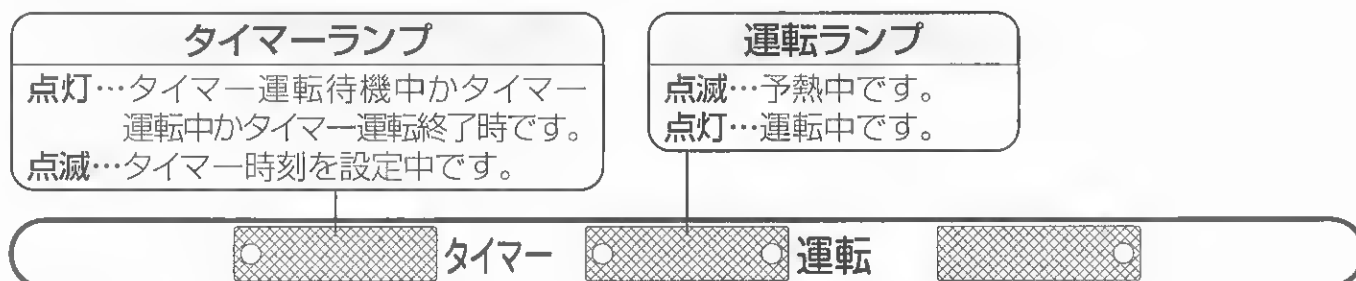 タイマーランプ
点灯…タイマー運転待機中かタイマー
運転中かタイマー運転終了時です。
点滅…タイマー時刻を設定中です。
運転ランプ
点滅…予熱中です。
点灯…運転中です。
タイマー 運転